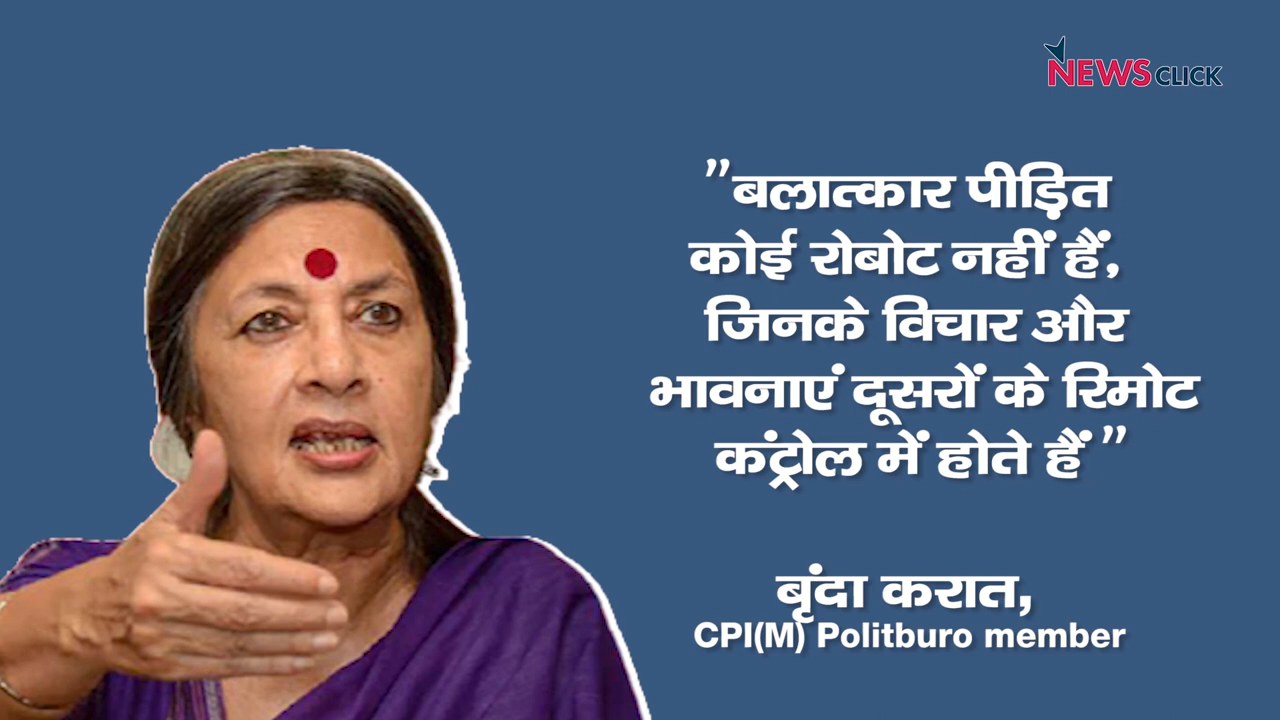 NEWSCLICK
"बलात्कार पीड़ित
कोई रोबोट नहीं हैं,
जिनके विचार और
भावनाएं दूसरों के रिमोट
कंट्रोल में होते हैं"
बृंदा करात,
CPI(M) Politburo member